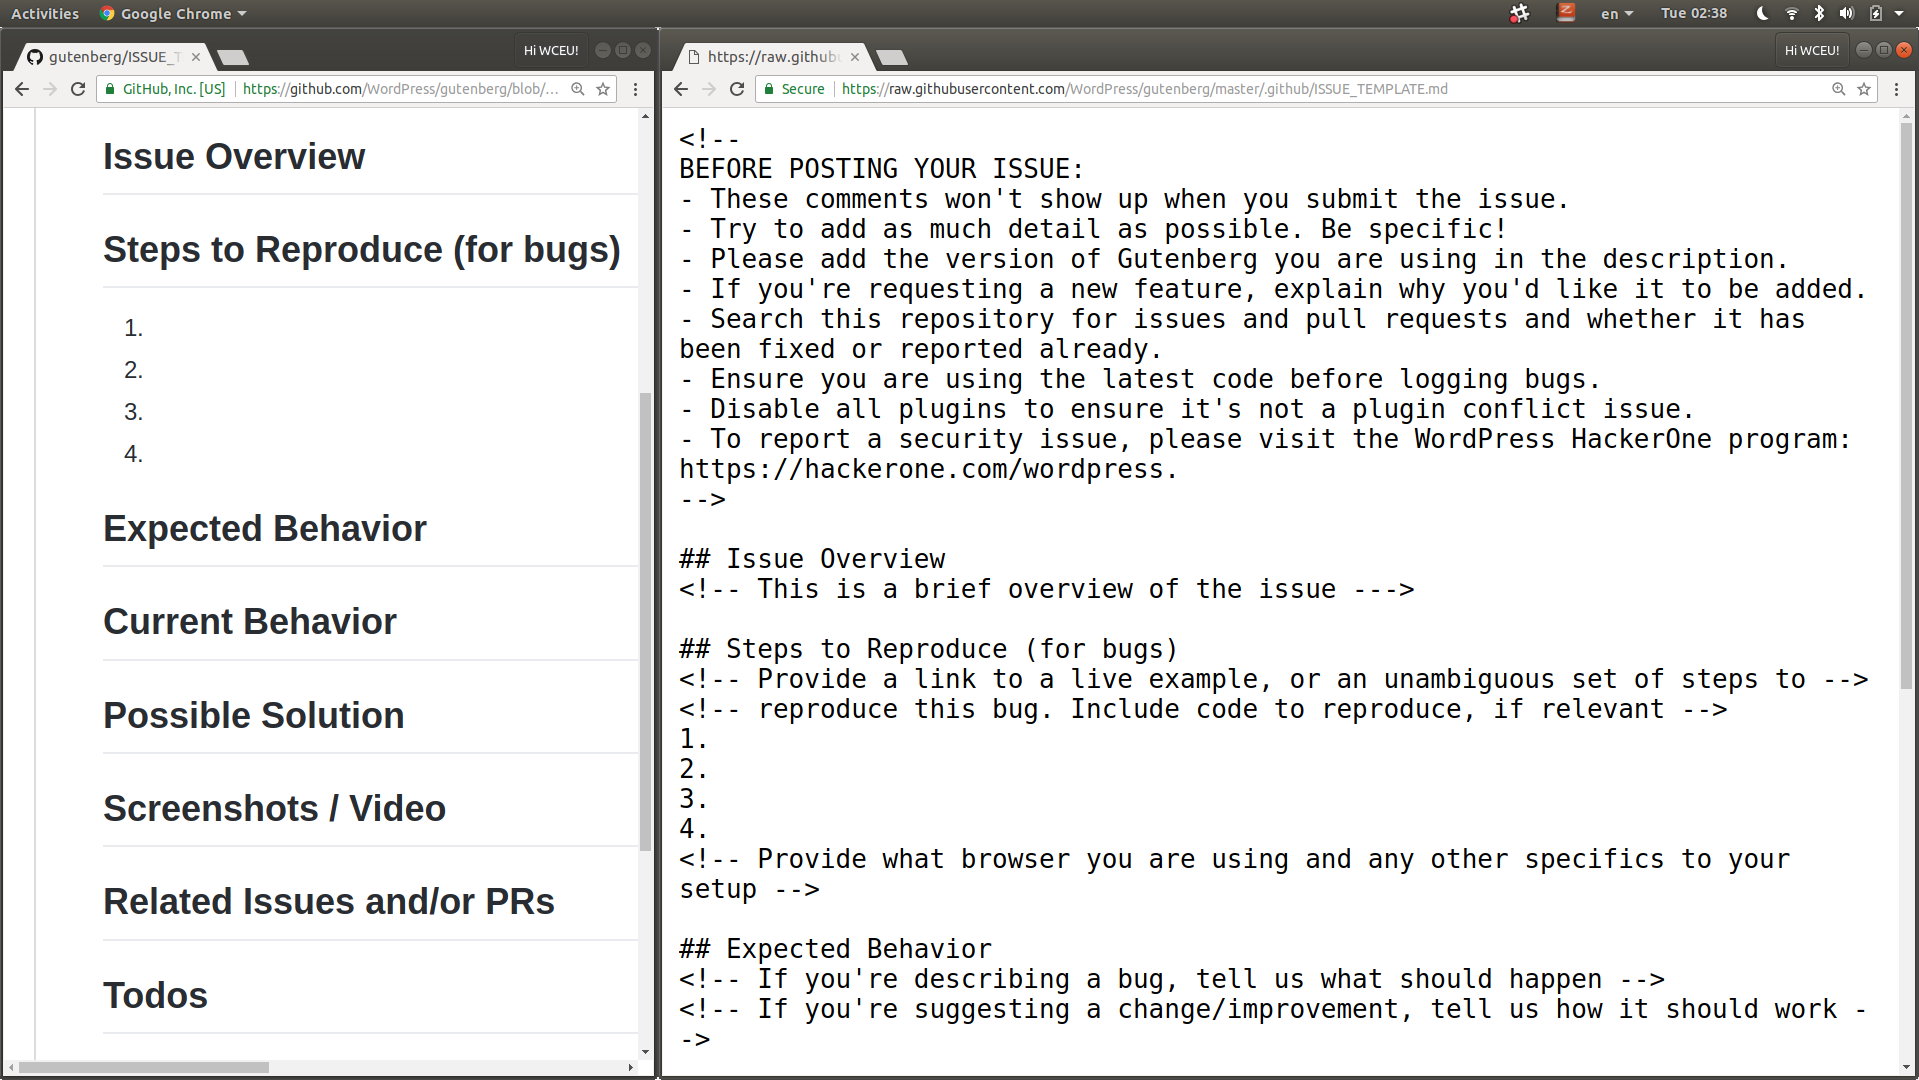 Activities
Google Chrome
en
Tue 02:38
gutenberg/ISSUE_T
Hi WCEU!
GitHub, Inc. [US]
https://github.com/WordPress/gutenberg/blob/...
Issue Overview
Steps to Reproduce (for bugs)
1.
2.
3.
4.
Expected Behavior
Current Behavior
Possible Solution
Screenshots / Video
Related Issues and/or PRs
Todos
https://raw.github
Hi WCEU!
Secure
https://raw.githubusercontent.com/WordPress/gutenberg/master/.github/ISSUE_TEMPLATE.md
<!--
BEFORE POSTING YOUR ISSUE:
- These comments won't show up when you submit the issue.
- Try to add as much detail as possible. Be specific!
- Please add the version of Gutenberg you are using in the description.
- If you're requesting a new feature, explain why you'd like it to be added.
- Search this repository for issues and pull requests and whether it has
been fixed or reported already.
- Ensure you are using the latest code before logging bugs.
- Disable all plugins to ensure it's not a plugin conflict issue.
- To report a security issue, please visit the WordPress HackerOne program:
https://hackerone.com/wordpress.
-->
## Issue Overview
<!-- This is a brief overview of the issue --->
## Steps to Reproduce (for bugs)
<!-- Provide a link to a live example, or an unambiguous set of steps to -->
<!-- reproduce this bug. Include code to reproduce, if relevant -->
1.
2.
3.
4.
<!-- Provide what browser you are using and any other specifics to your
setup -->
## Expected Behavior
<!-- If you're describing a bug, tell us what should happen -->
<!-- If you're suggesting a change/improvement, tell us how it should work -
->